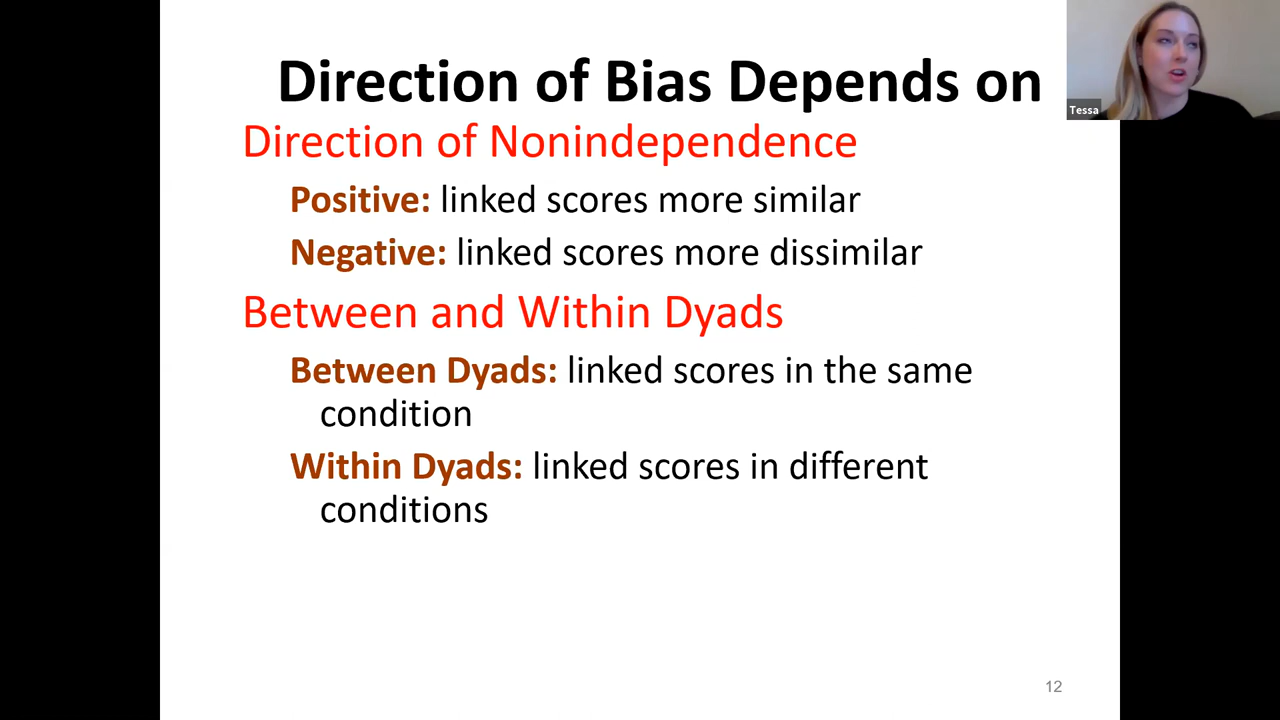 Direction of Bias Depends on
Tessa
Direction of Nonindependence
Positive: linked scores more similar
Negative: linked scores more dissimilar
Between and Within Dyads
Between Dyads: linked scores in the same
condition
Within Dyads: linked scores in different
conditions
12